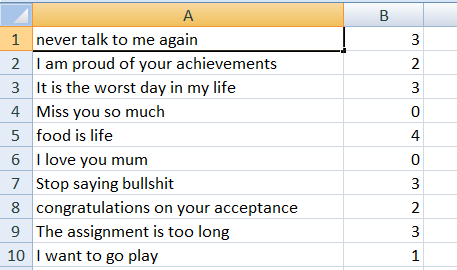 A B
1 never talk to me again 3
2 I am proud of your achievements 2
3 It is the worst day in my life 3
4 Miss you so much 0
5 food is life 4
6 I love you mum 0
7 Stop saying bullshit 3
8 congratulations on your acceptance 2
9 The assignment is too long 3
10 I want to go play 1